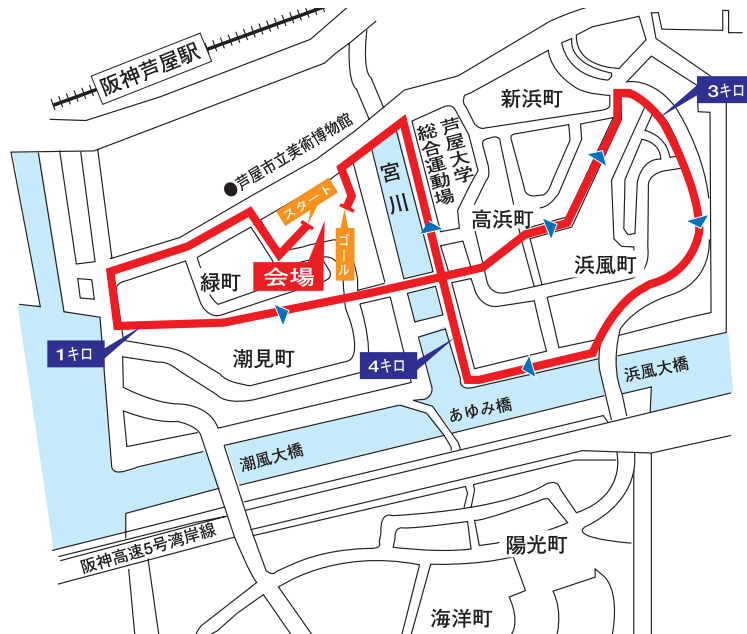 阪神芦屋駅
新浜町
3キロ
芦屋市立美術博物館
芦屋大学
総合運動場
宮川
スタート
ゴール
高浜町
会場
緑町
浜風町
1キロ
潮見町
4キロ
浜風大橋
あゆみ橋
潮風大橋
阪神高速5号湾岸線
陽光町
海洋町